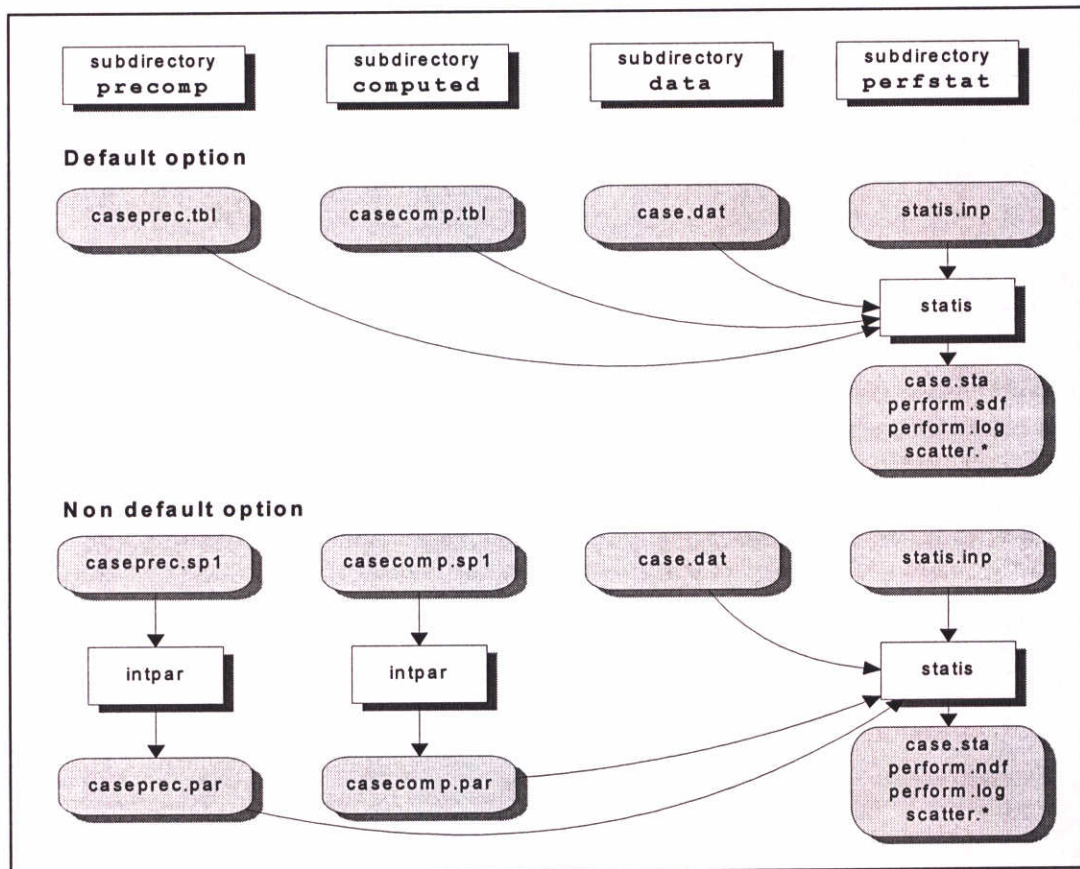 subdirectory
precomp
subdirectory
computed
subdirectory
data
subdirectory
perfstat
Default option
caseprec.tbl
casecomp.tbl
case.dat
statis.inp
statis
case.sta
perform.sdf
perform.log
scatter.*
Non default option
caseprec.sp1
casecomp.sp1
case.dat
statis.inp
intpar
intpar
statis
caseprec.par
casecomp.par
case.sta
perform.ndf
perform.log
scatter.*